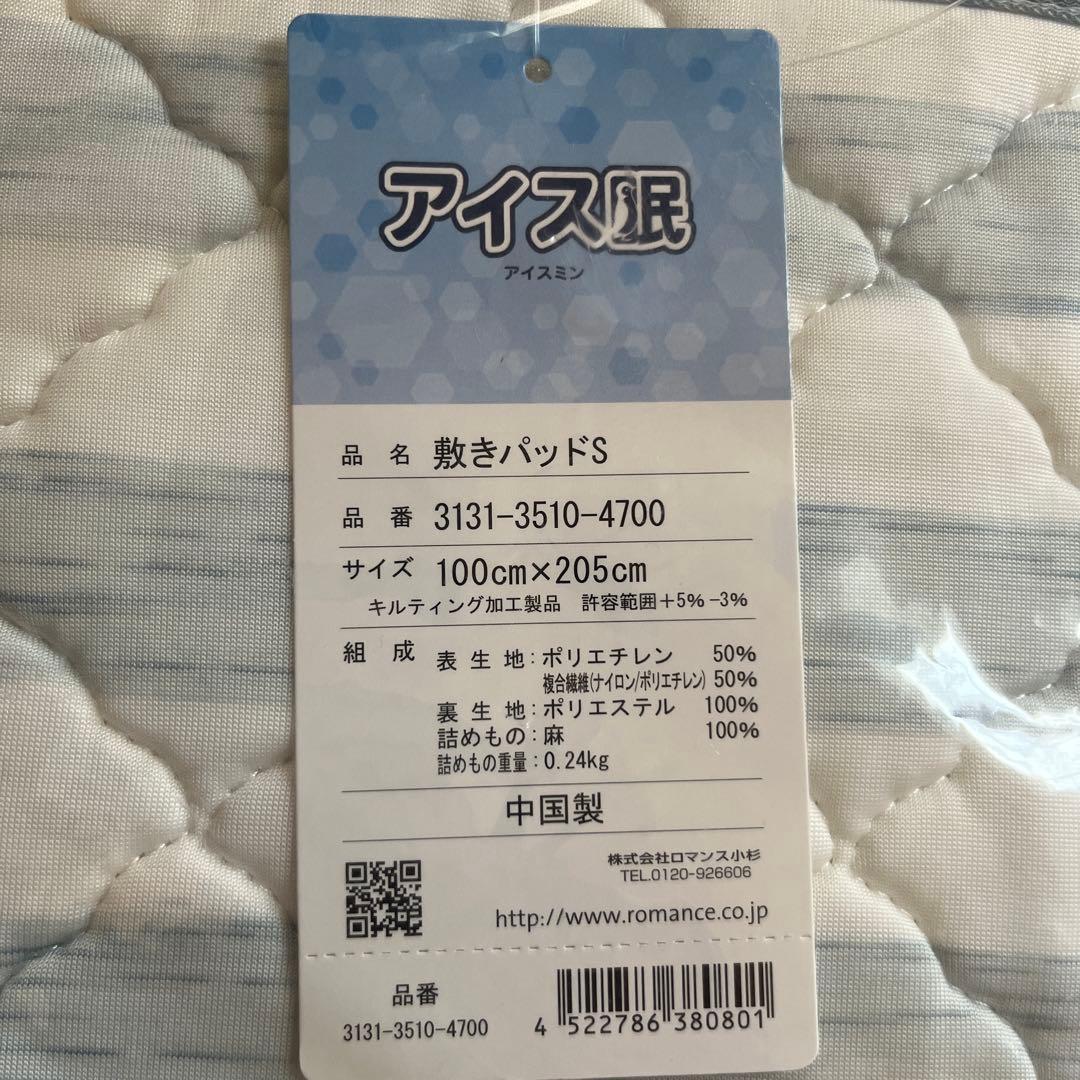 アイス眠
アイスミン
品名 敷きパッドS
品番 3131-3510-4700
サイズ 100cm×205cm
キルティング加工製品 許容範囲+5% -3%
組成 表生地:ポリエチレン 50%
複合繊維(ナイロン/ポリエチレン) 50%
裏生地:ポリエステル 100%
詰めもの:麻 100%
詰めもの重量:0.24kg
中国製
株式会社ロマンス小杉
TEL.0120-926606
http://www.romance.co.jp
品番
3131-3510-4700
4 522786 380801